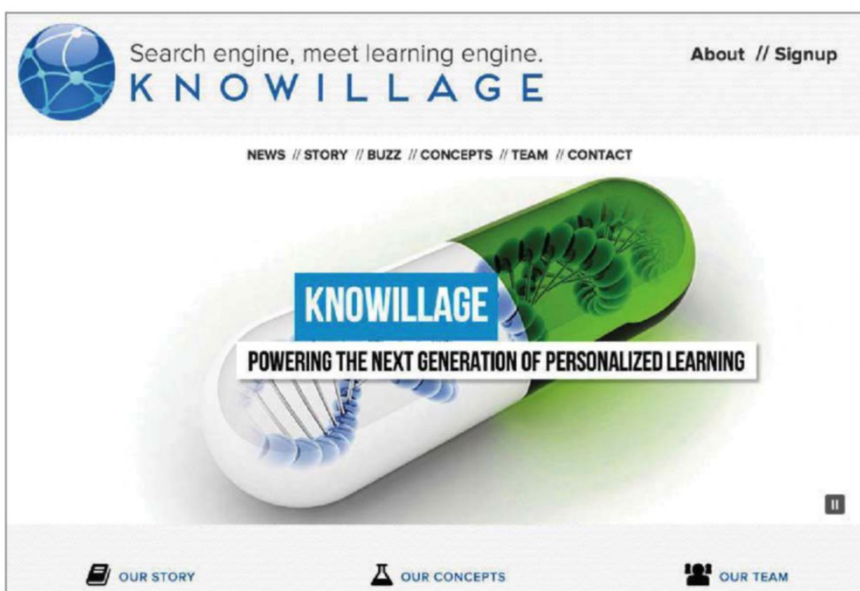 Search engine, meet learning engine.
KNOWILLAGE
About // Signup
NEWS // STORY // BUZZ // CONCEPTS // TEAM // CONTACT
KNOWILLAGE
POWERING THE NEXT GENERATION OF PERSONALIZED LEARNING
OUR STORY
OUR CONCEPTS
OUR TEAM